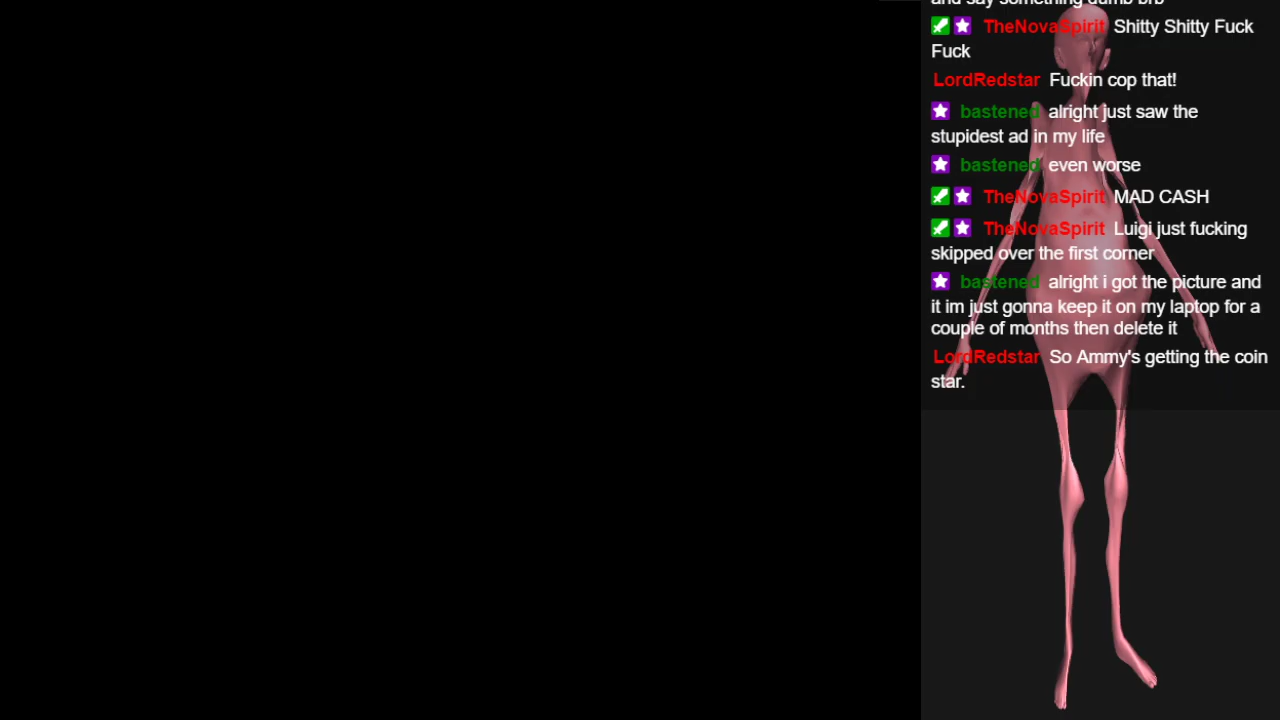 and say something dumb brb
TheNovaSpirit Shitty Shitty Fuck
Fuck
LordRedstar Fuckin cop that!
bastened alright just saw the
stupidest ad in my life
bastened even worse
TheNovaSpirit MAD CASH
TheNovaSpirit Luigi just fucking
skipped over the first corner
bastened alright i got the picture and
it im just gonna keep it on my laptop for a
couple of months then delete it
LordRedstar So Ammy's getting the coin
star.